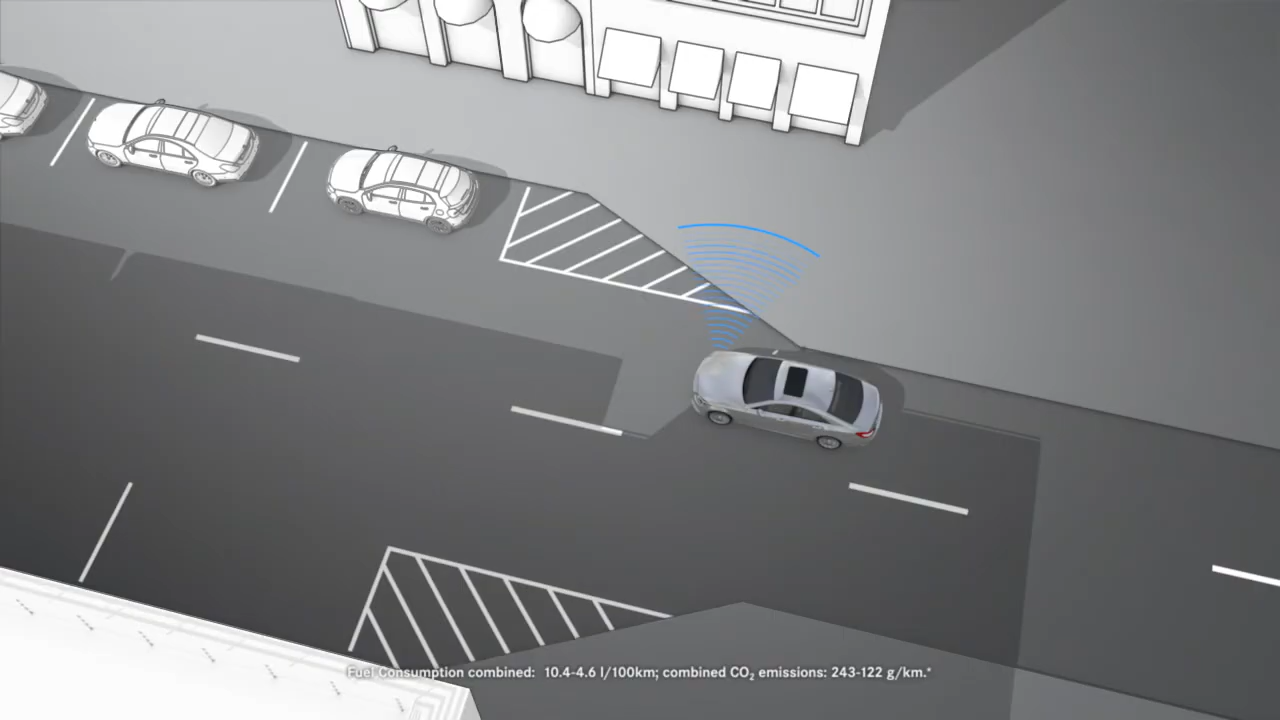 Fuel Consumption combined: 10.4-4.6 l/100km; combined CO₂ emissions: 243-122 g/km.*